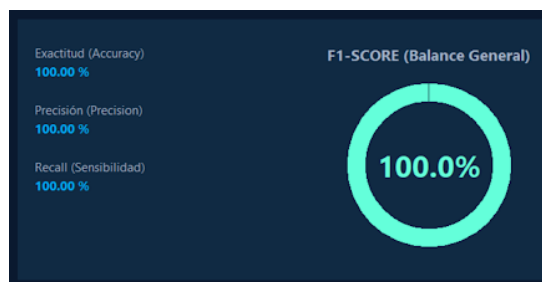 Exactitud (Accuracy)
100.00 %
Precisión (Precision)
100.00 %
Recall (Sensibilidad)
100.00 %
F1-SCORE (Balance General)
100.0%